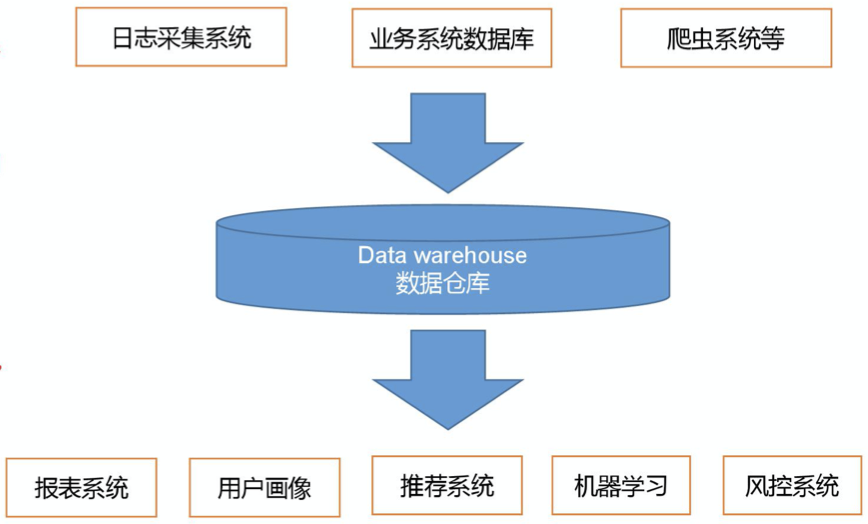 日志采集系统
业务系统数据库
爬虫系统等
Data warehouse
数据仓库
报表系统
用户画像
推荐系统
机器学习
风控系统